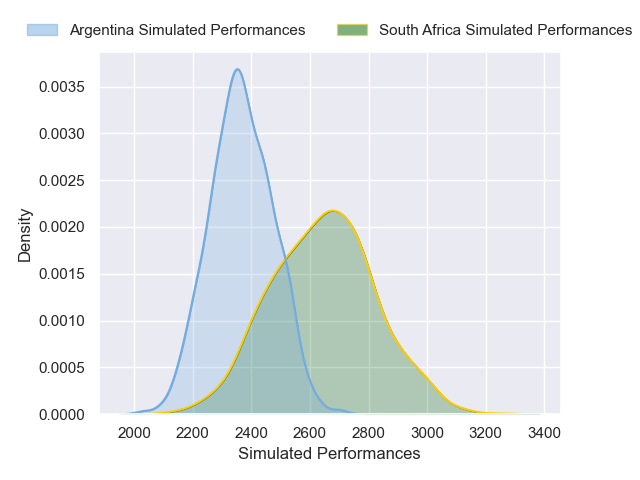 Argentina Simulated Performances
South Africa Simulated Performances
0.0035
0.0030
0.0025
0.0020
0.0015
0.0010
0.0005
0.0000
Density
2000 2200 2400 2600 2800 3000 3200 3400
Simulated Performances